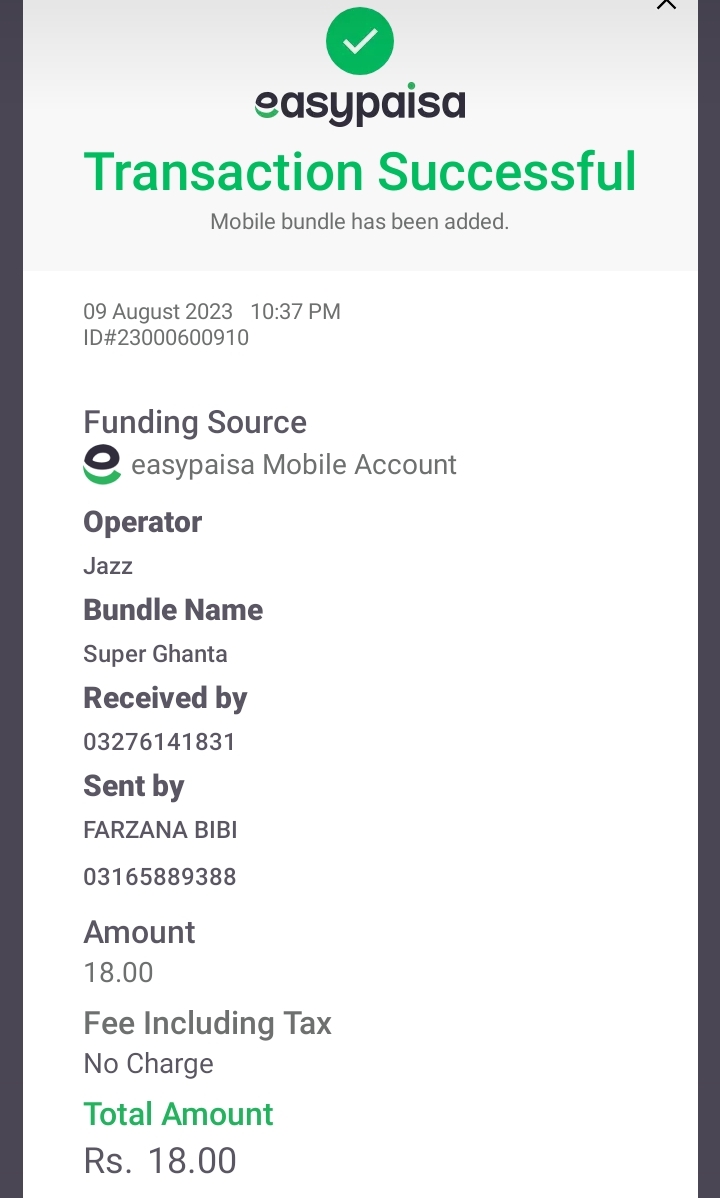 easypaisa
Transaction Successful
Mobile bundle has been added.
09 August 2023 10:37 PM
ID#23000600910
Funding Source
easypaisa Mobile Account
Operator
Jazz
Bundle Name
Super Ghanta
Received by
03276141831
Sent by
FARZANA BIBI
03165889388
Amount
18.00
Fee Including Tax
No Charge
Total Amount
Rs. 18.00